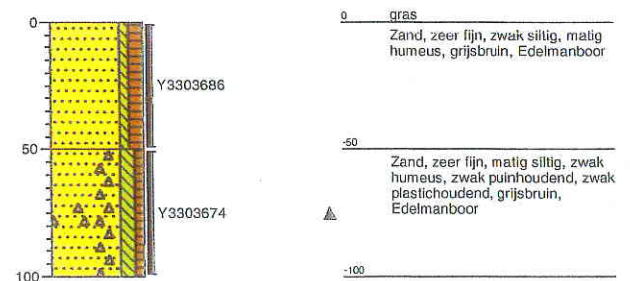 0
0 gras
Zand, zeer fijn, zwak siltig, matig
humeus, grijsbruin, Edelmanboor
Y3303686
50
-50
Zand, zeer fijn, matig siltig, zwak
humeus, zwak puinhoudend, zwak
plastichoudend, grijsbruin,
Edelmanboor
Y3303674
100
-100